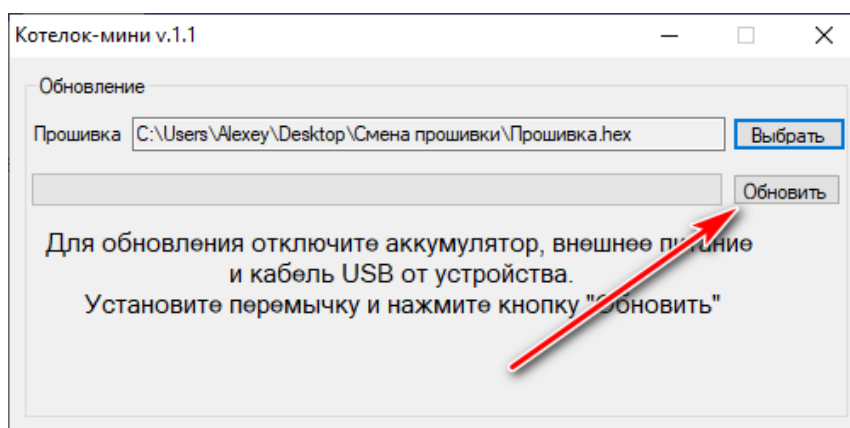 Котелок-мини v.1.1
Обновление
Прошивка C:\Users\Alexey\Desktop\Смена прошивки\Прошивка.hex Выбрать
Обновить
Для обновления отключите аккумулятор, внешнее питание
и кабель USB от устройства.
Установите перемычку и нажмите кнопку "Обновить"